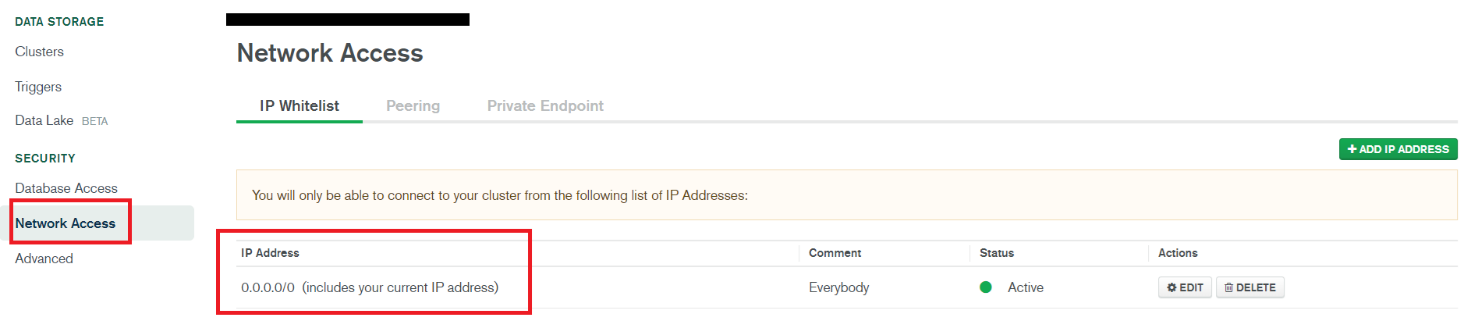 DATA STORAGE
Clusters
Triggers
Data Lake BETA
SECURITY
Database Access
Network Access
Advanced
Network Access
IP Whitelist Peering Private Endpoint
+ ADD IP ADDRESS
You will only be able to connect to your cluster from the following list of IP Addresses:
IP Address Comment Status Actions
0.0.0.0/0 (includes your current IP address) Everybody Active EDIT DELETE